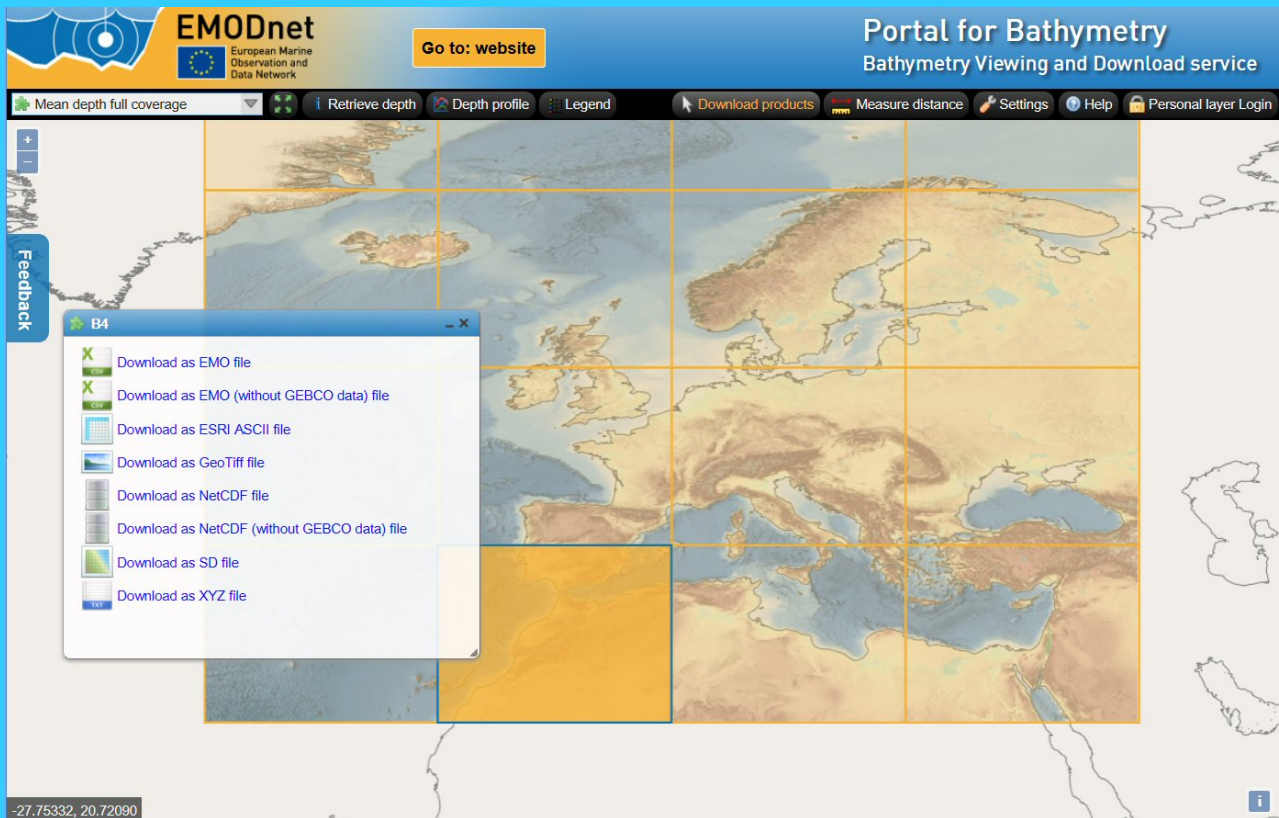 EMODnet
European Marine
Observation and
Data Network
Go to: website
Portal for Bathymetry
Bathymetry Viewing and Download service
Mean depth full coverage
Retrieve depth
Depth profile
Legend
Download products
Measure distance
Settings
Help
Personal layer Login
+
−
Feedback
B4
X CSV Download as EMO file
X CSV Download as EMO (without GEBCO data) file
Download as ESRI ASCII file
Download as GeoTiff file
Download as NetCDF file
Download as NetCDF (without GEBCO data) file
Download as SD file
TXT Download as XYZ file
-27.75332, 20.72090
i